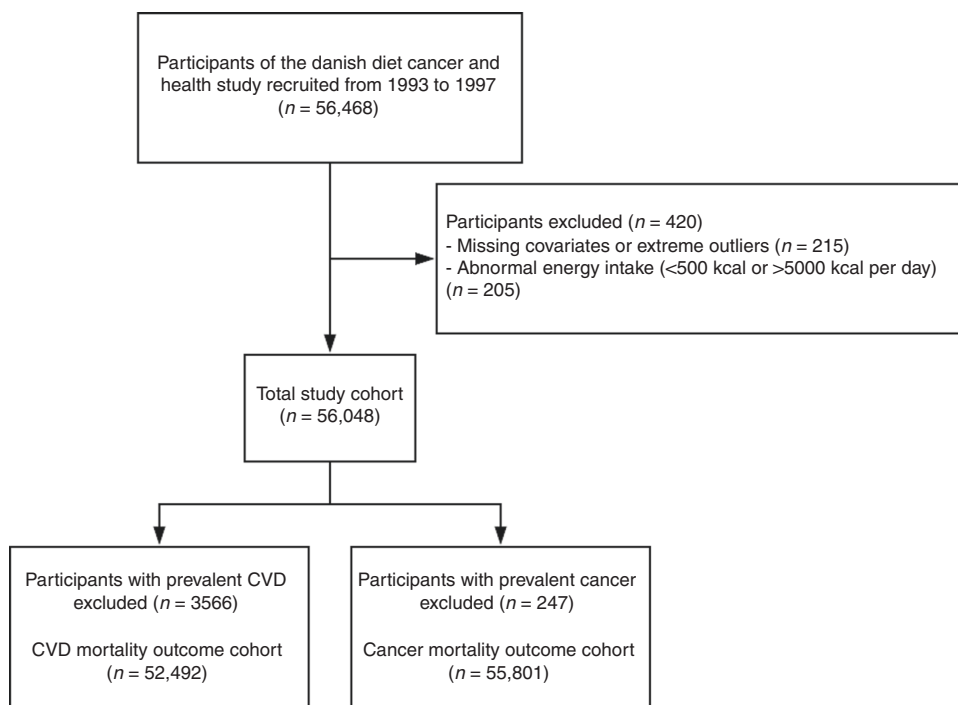 Participants of the danish diet cancer and
health study recruited from 1993 to 1997
(n = 56,468)
Participants excluded (n = 420)
- Missing covariates or extreme outliers (n = 215)
- Abnormal energy intake (<500 kcal or >5000 kcal per day)
(n = 205)
Total study cohort
(n = 56,048)
Participants with prevalent CVD
excluded (n = 3566)
CVD mortality outcome cohort
(n = 52,492)
Participants with prevalent cancer
excluded (n = 247)
Cancer mortality outcome cohort
(n = 55,801)